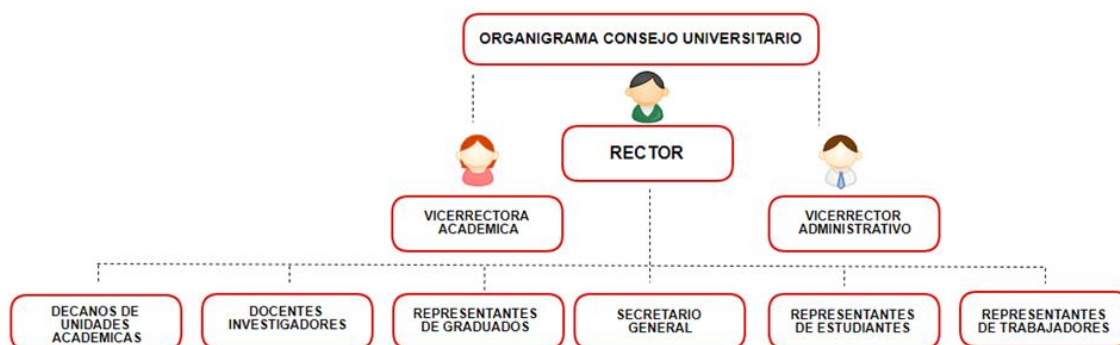 ORGANIGRAMA CONSEJO UNIVERSITARIO
RECTOR
VICERRECTORA
ACADEMICA
VICERRECTOR
ADMINISTRATIVO
DECANOS DE
UNIDADES
ACADEMICAS
DOCENTES
INVESTIGADORES
REPRESENTANTES
DE GRADUADOS
SECRETARIO
GENERAL
REPRESENTANTES
DE ESTUDIANTES
REPRESENTANTES
DE TRABAJADORES